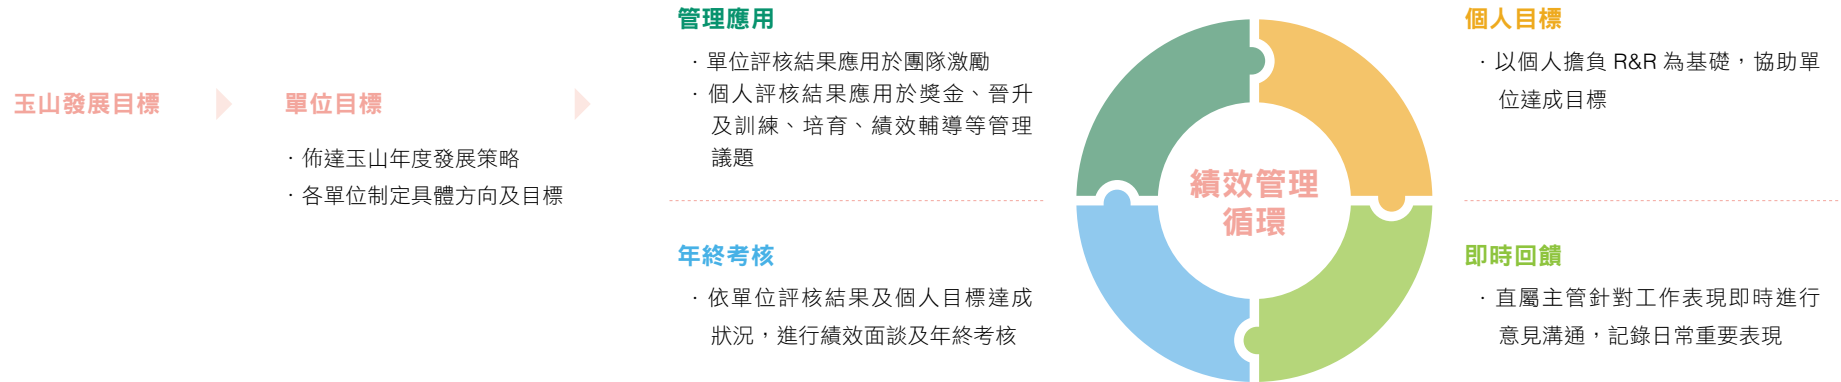 玉山發展目標
單位目標
· 佈達玉山年度發展策略
· 各單位制定具體方向及目標
管理應用
· 單位評核結果應用於團隊激勵
· 個人評核結果應用於獎金、晉升
及訓練、培育、績效輔導等管理
議題
年終考核
· 依單位評核結果及個人目標達成
狀況，進行績效面談及年終考核
績效管理
循環
個人目標
· 以個人擔負 R&R 為基礎，協助單
位達成目標
即時回饋
· 直屬主管針對工作表現即時進行
意見溝通，記錄日常重要表現